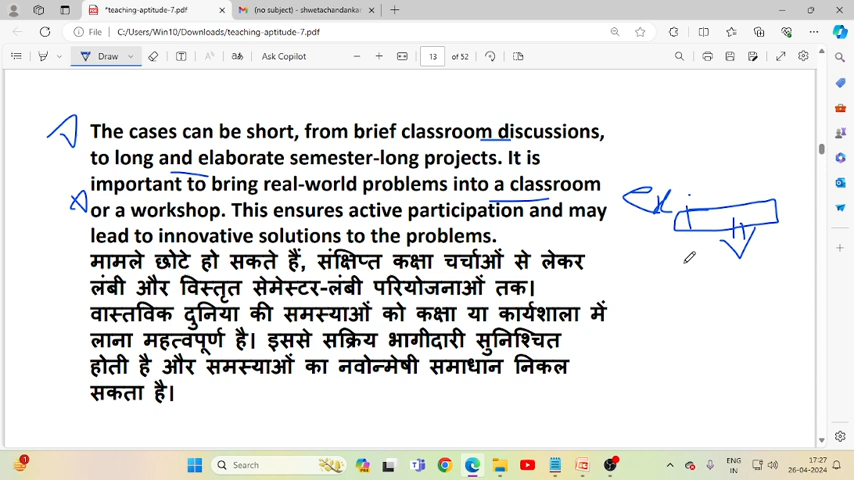 *teaching-aptitude-7.pdf
(no subject) - shwetachandankar
File
C:/Users/Win10/Downloads/teaching-aptitude-7.pdf
Draw
Ask Copilot
13
of 52
The cases can be short, from brief classroom discussions,
to long and elaborate semester-long projects. It is
important to bring real-world problems into a classroom
or a workshop. This ensures active participation and may
lead to innovative solutions to the problems.
मामले छोटे हो सकते हैं, संक्षिप्त कक्षा चर्चाओं से लेकर
लंबी और विस्तृत सेमेस्टर-लंबी परियोजनाओं तक।
वास्तविक दुनिया की समस्याओं को कक्षा या कार्यशाला में
लाना महत्वपूर्ण है। इससे सक्रिय भागीदारी सुनिश्चित
होती है और समस्याओं का नवोन्मेषी समाधान निकल
सकता है।
Search
ENG
IN
17:27
26-04-2024